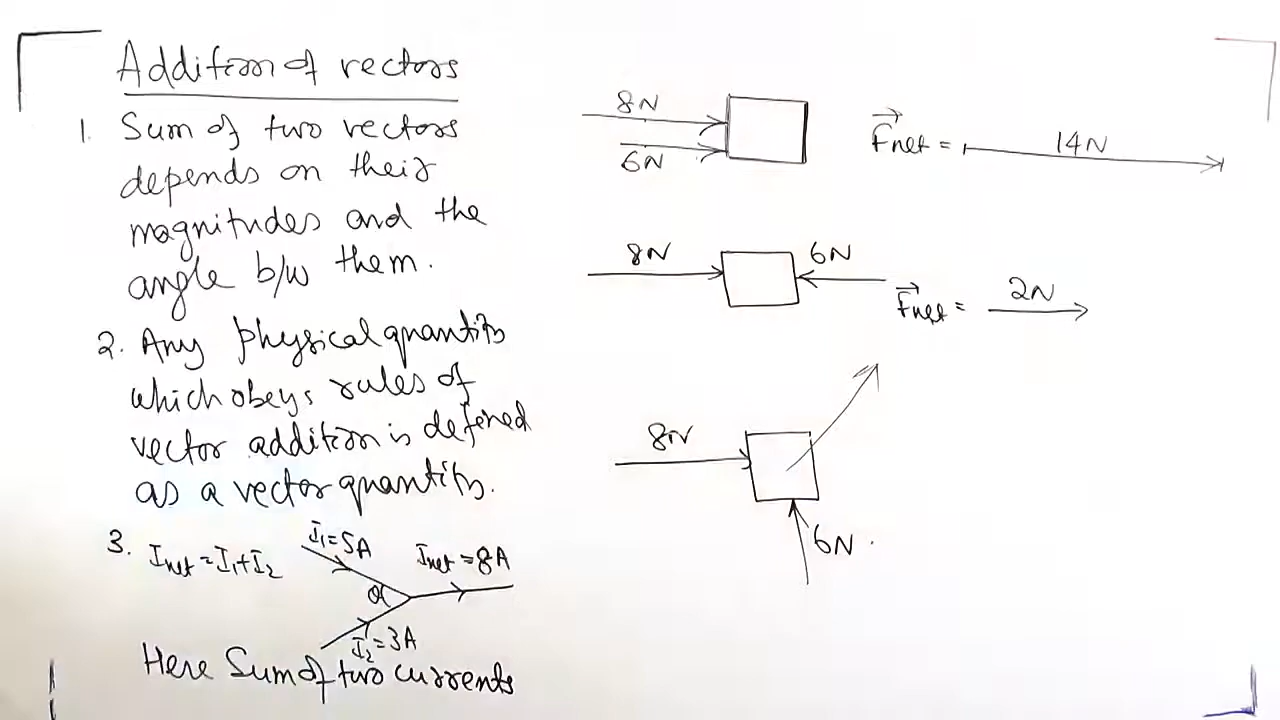 Addition of vectors
1. Sum of two vectors
depends on their
magnitudes and the
angle b/w them.
2. Any physical quantity
which obeys rules of
vector addition is defined
as a vector quantity.
3. Inet = I1+I2
I1=5A
Inet=8A
α
I2=3A
Here Sum of two currents
8N
6N
Fnet =
14N
8N
6N
Fnet =
2N
8N
6N.